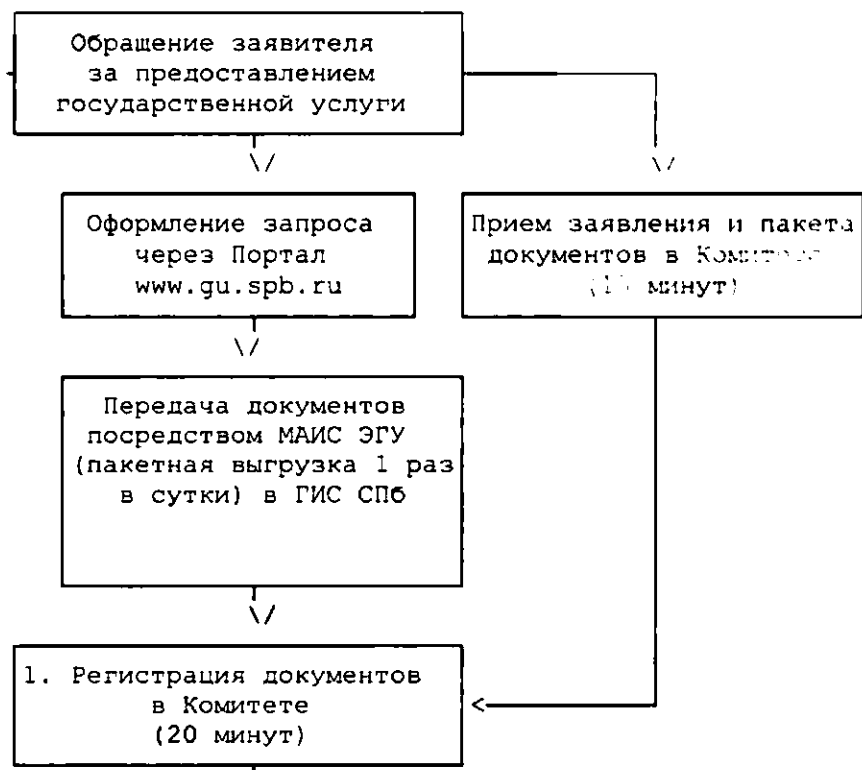 Обращение заявителя
за предоставлением
государственной услуги
Оформление запроса
через Портал
www.gu.spb.ru
Прием заявления и пакета
документов в
минут)
Передача документов
посредством МАИС ЭГУ
(пакетная выгрузка 1 раз
в сутки) в ГИС СПб
1. Регистрация документов
в Комитете
(20 минут)